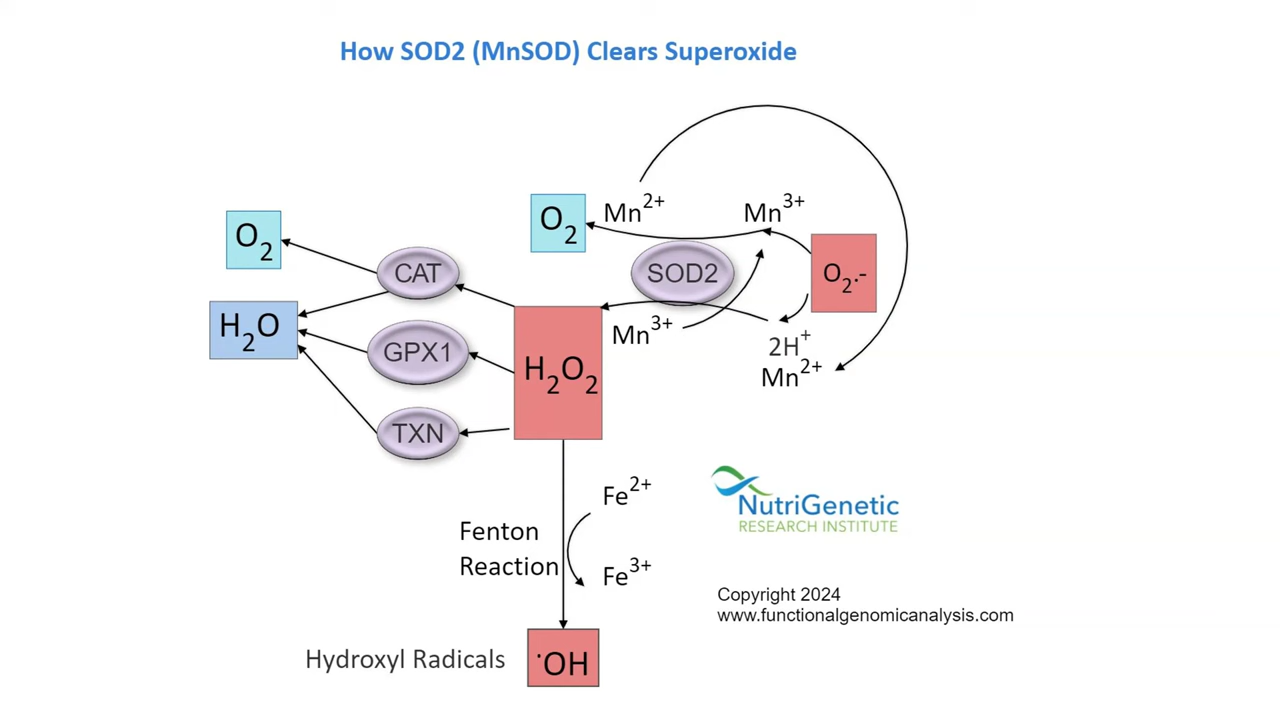 How SOD2 (MnSOD) Clears Superoxide
O₂ Mn²⁺ Mn³⁺
O₂ CAT SOD2 O₂·-
H₂O Mn³⁺ 2H⁺
GPX1 H₂O₂ Mn²⁺
TXN
Fe²⁺
Fenton
Reaction
Fe³⁺
NutriGenetic
RESEARCH INSTITUTE
Copyright 2024
www.functionalgenomicanalysis.com
Hydroxyl Radicals ·OH